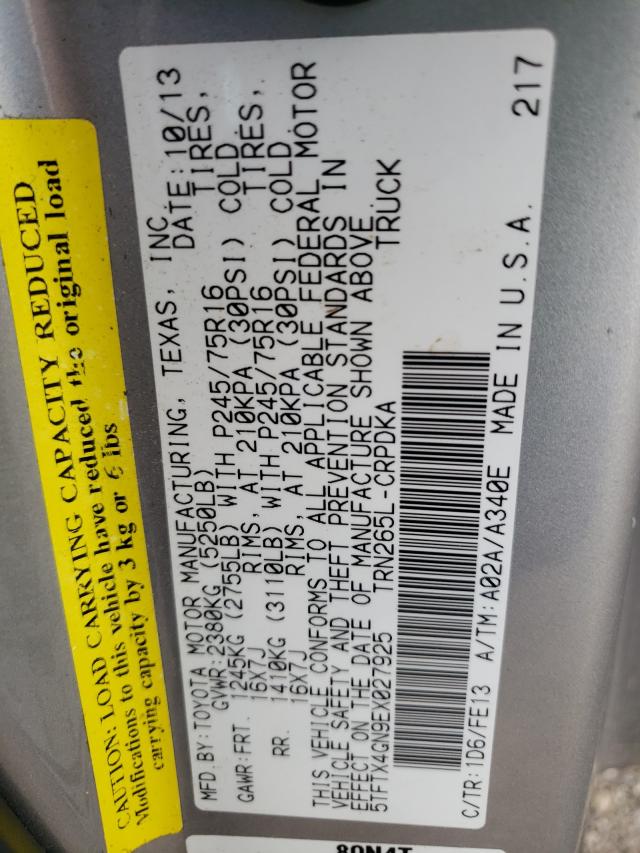 CAUTION: LOAD CARRYING CAPACITY REDUCED
Modifications to this vehicle have reduced the original load
carrying capacity by 3 kg or 6 lbs
MFD BY:TOYOTA MOTOR MANUFACTURING, TEXAS, INC.
GVWR:2380KG (5250LB) DATE:10/13
GAWR:FRT. 1245KG (2755LB) WITH P245/75R16 TIRES,
16X7J RIMS, AT 210KPA (30PSI) COLD
RR. 1410KG (3110LB) WITH P245/75R16 TIRES,
16X7J RIMS, AT 210KPA (30PSI) COLD
THIS VEHICLE CONFORMS TO ALL APPLICABLE FEDERAL MOTOR
VEHICLE SAFETY AND THEFT PREVENTION STANDARDS IN
EFFECT ON THE DATE OF MANUFACTURE SHOWN ABOVE.
5TFTX4GN9EX027925 TRUCK
TRN265L-CRPDKA
C/TR:1D6/FE13 A/TM:A02A/A340E MADE IN U.S.A.
217